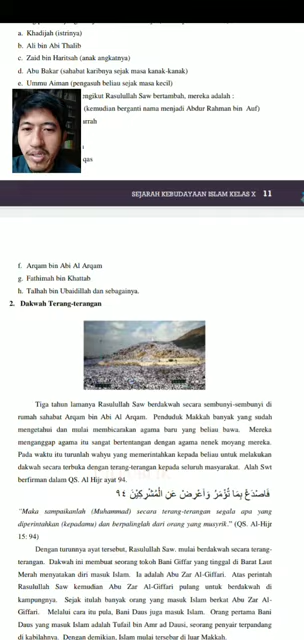 a. Khadijah (istrinya)
b. Ali bin Abi Thalib
c. Zaid bin Haritsah (anak angkatnya)
d. Abu Bakar (sahabat karibnya sejak masa kanak-kanak)
e. Ummu Aiman (pengasuh beliau sejak masa kecil)
engikut Rasulullah Saw bertambah, mereka adalah :
(kemudian berganti nama menjadi Abdur Rahman bin Auf)
arrah
qas
SEJARAH KEBUDAYAAN ISLAM KELAS X 11
f. Arqam bin Abi Al Arqam
g. Fathimah bin Khattab
h. Talhah bin Ubaidillah dan sebagainya.
2. Dakwah Terang-terangan
Tiga tahun lamanya Rasulullah Saw berdakwah secara sembunyi-sembunyi di
rumah sahabat Arqam bin Abi Al Arqam. Penduduk Makkah banyak yang sudah
mengetahui dan mulai membicarakan agama baru yang beliau bawa. Mereka
menganggap agama itu sangat bertentangan dengan agama nenek moyang mereka.
Pada waktu itu turunlah wahyu yang memerintahkan kepada beliau untuk melakukan
dakwah secara terbuka dengan terang-terangan keseluruh masyarakat. Alah Swt
berfirman dalam QS. Al Hijr ayat 94.
فَاصْدَعْ بِمَا تُؤْمَرُ وَاَعْرِضْ عَنِ الْمُشْرِكِيْنَ ٩٤
"Maka sampaikanlah (Muhammad) secara terang-terangan segala apa yang
diperintahkan (kepadamu) dan berpalinglah dari orang yang musyrik." (QS. Al-Hijr
15: 94)
Dengan turunnya ayat tersebut, Rasulullah Saw. mulai berdakwah secara terang-
terangan. Dakwah ini membuat seorang tokoh Bani Giffar yang tinggal di Barat Laut
Merah menyatakan diri masuk Islam. Ia adalah Abu Zar Al-Giffari. Atas perintah
Rasulullah Saw kemudian Abu Zar Al-Giffari pulang untuk berdakwah di
kampungnya. Sejak itulah banyak orang yang masuk Islam berkat Abu Zar Al-
Giffari. Melalui cara itu pula, Bani Daus juga masuk Islam. Orang pertama Bani
Daus yang masuk Islam adalah Tufail bin Amr ad Dausi, seorang penyair terpandang
di kabilahnya. Dengan demikian, Islam mulai tersebar di luar Makkah.